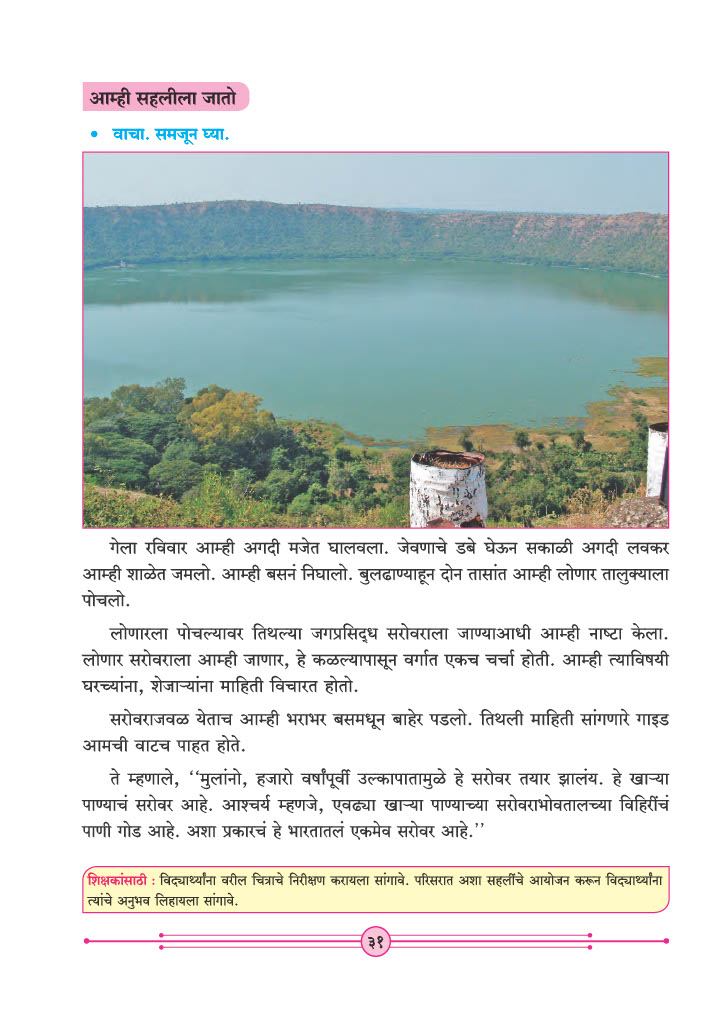 आम्ही सहलीला जातो
• वाचा. समजून घ्या.
गेला रविवार आम्ही अगदी मजेत घालवला. जेवणाचे डबे घेऊन सकाळी अगदी लवकर
आम्ही शाळेत जमलो. आम्ही बसनं निघालो. बुलढाण्याहून दोन तासांत आम्ही लोणार तालुक्याला
पोचलो.
लोणारला पोचल्यावर तिथल्या जगप्रसिद्ध सरोवराला जाण्याआधी आम्ही नाष्टा केला.
लोणार सरोवराला आम्ही जाणार, हे कळल्यापासून वर्गात एकच चर्चा होती. आम्ही त्याविषयी
घरच्यांना, शेजाऱ्यांना माहिती विचारत होतो.
सरोवराजवळ येताच आम्ही भराभर बसमधून बाहेर पडलो. तिथली माहिती सांगणारे गाइड
आमची वाटच पाहत होते.
ते म्हणाले, ‘‘मुलांनो, हजारो वर्षांपूर्वी उल्कापातामुळे हे सरोवर तयार झालंय. हे खाऱ्या
पाण्याचं सरोवर आहे. आश्चर्य म्हणजे, एवढ्या खाऱ्या पाण्याच्या सरोवराभोवतालच्या विहिरींचं
पाणी गोड आहे. अशा प्रकारचं हे भारतातलं एकमेव सरोवर आहे.’’
शिक्षकांसाठी : विद्यार्थ्यांना वरील चित्राचे निरीक्षण करायला सांगावे. परिसरात अशा सहलींचे आयोजन करून विद्यार्थ्यांना
त्यांचे अनुभव लिहायला सांगावे.
३१